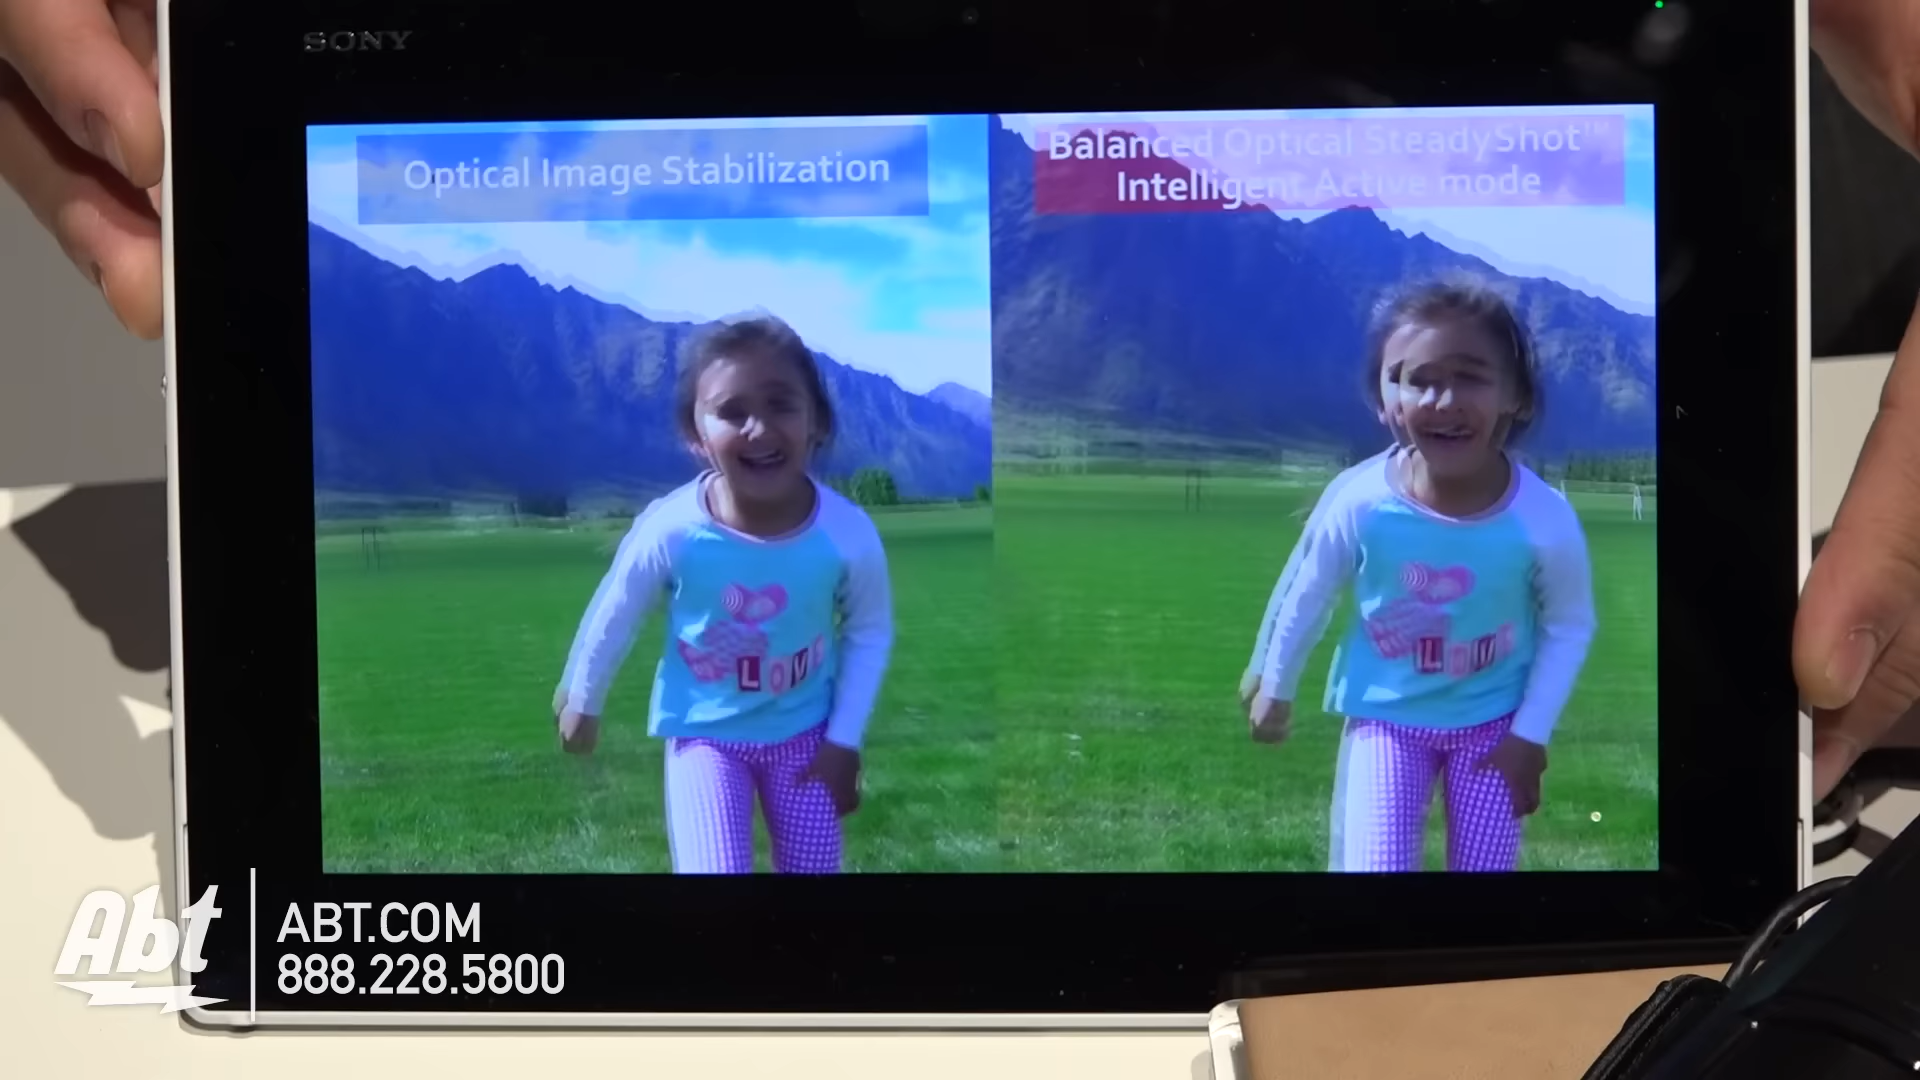 SONY
Optical Image Stabilization
Balanced Optical SteadyShot™
Intelligent Active mode
LOVE
LOVE
Abt
ABT.COM
888.228.5800